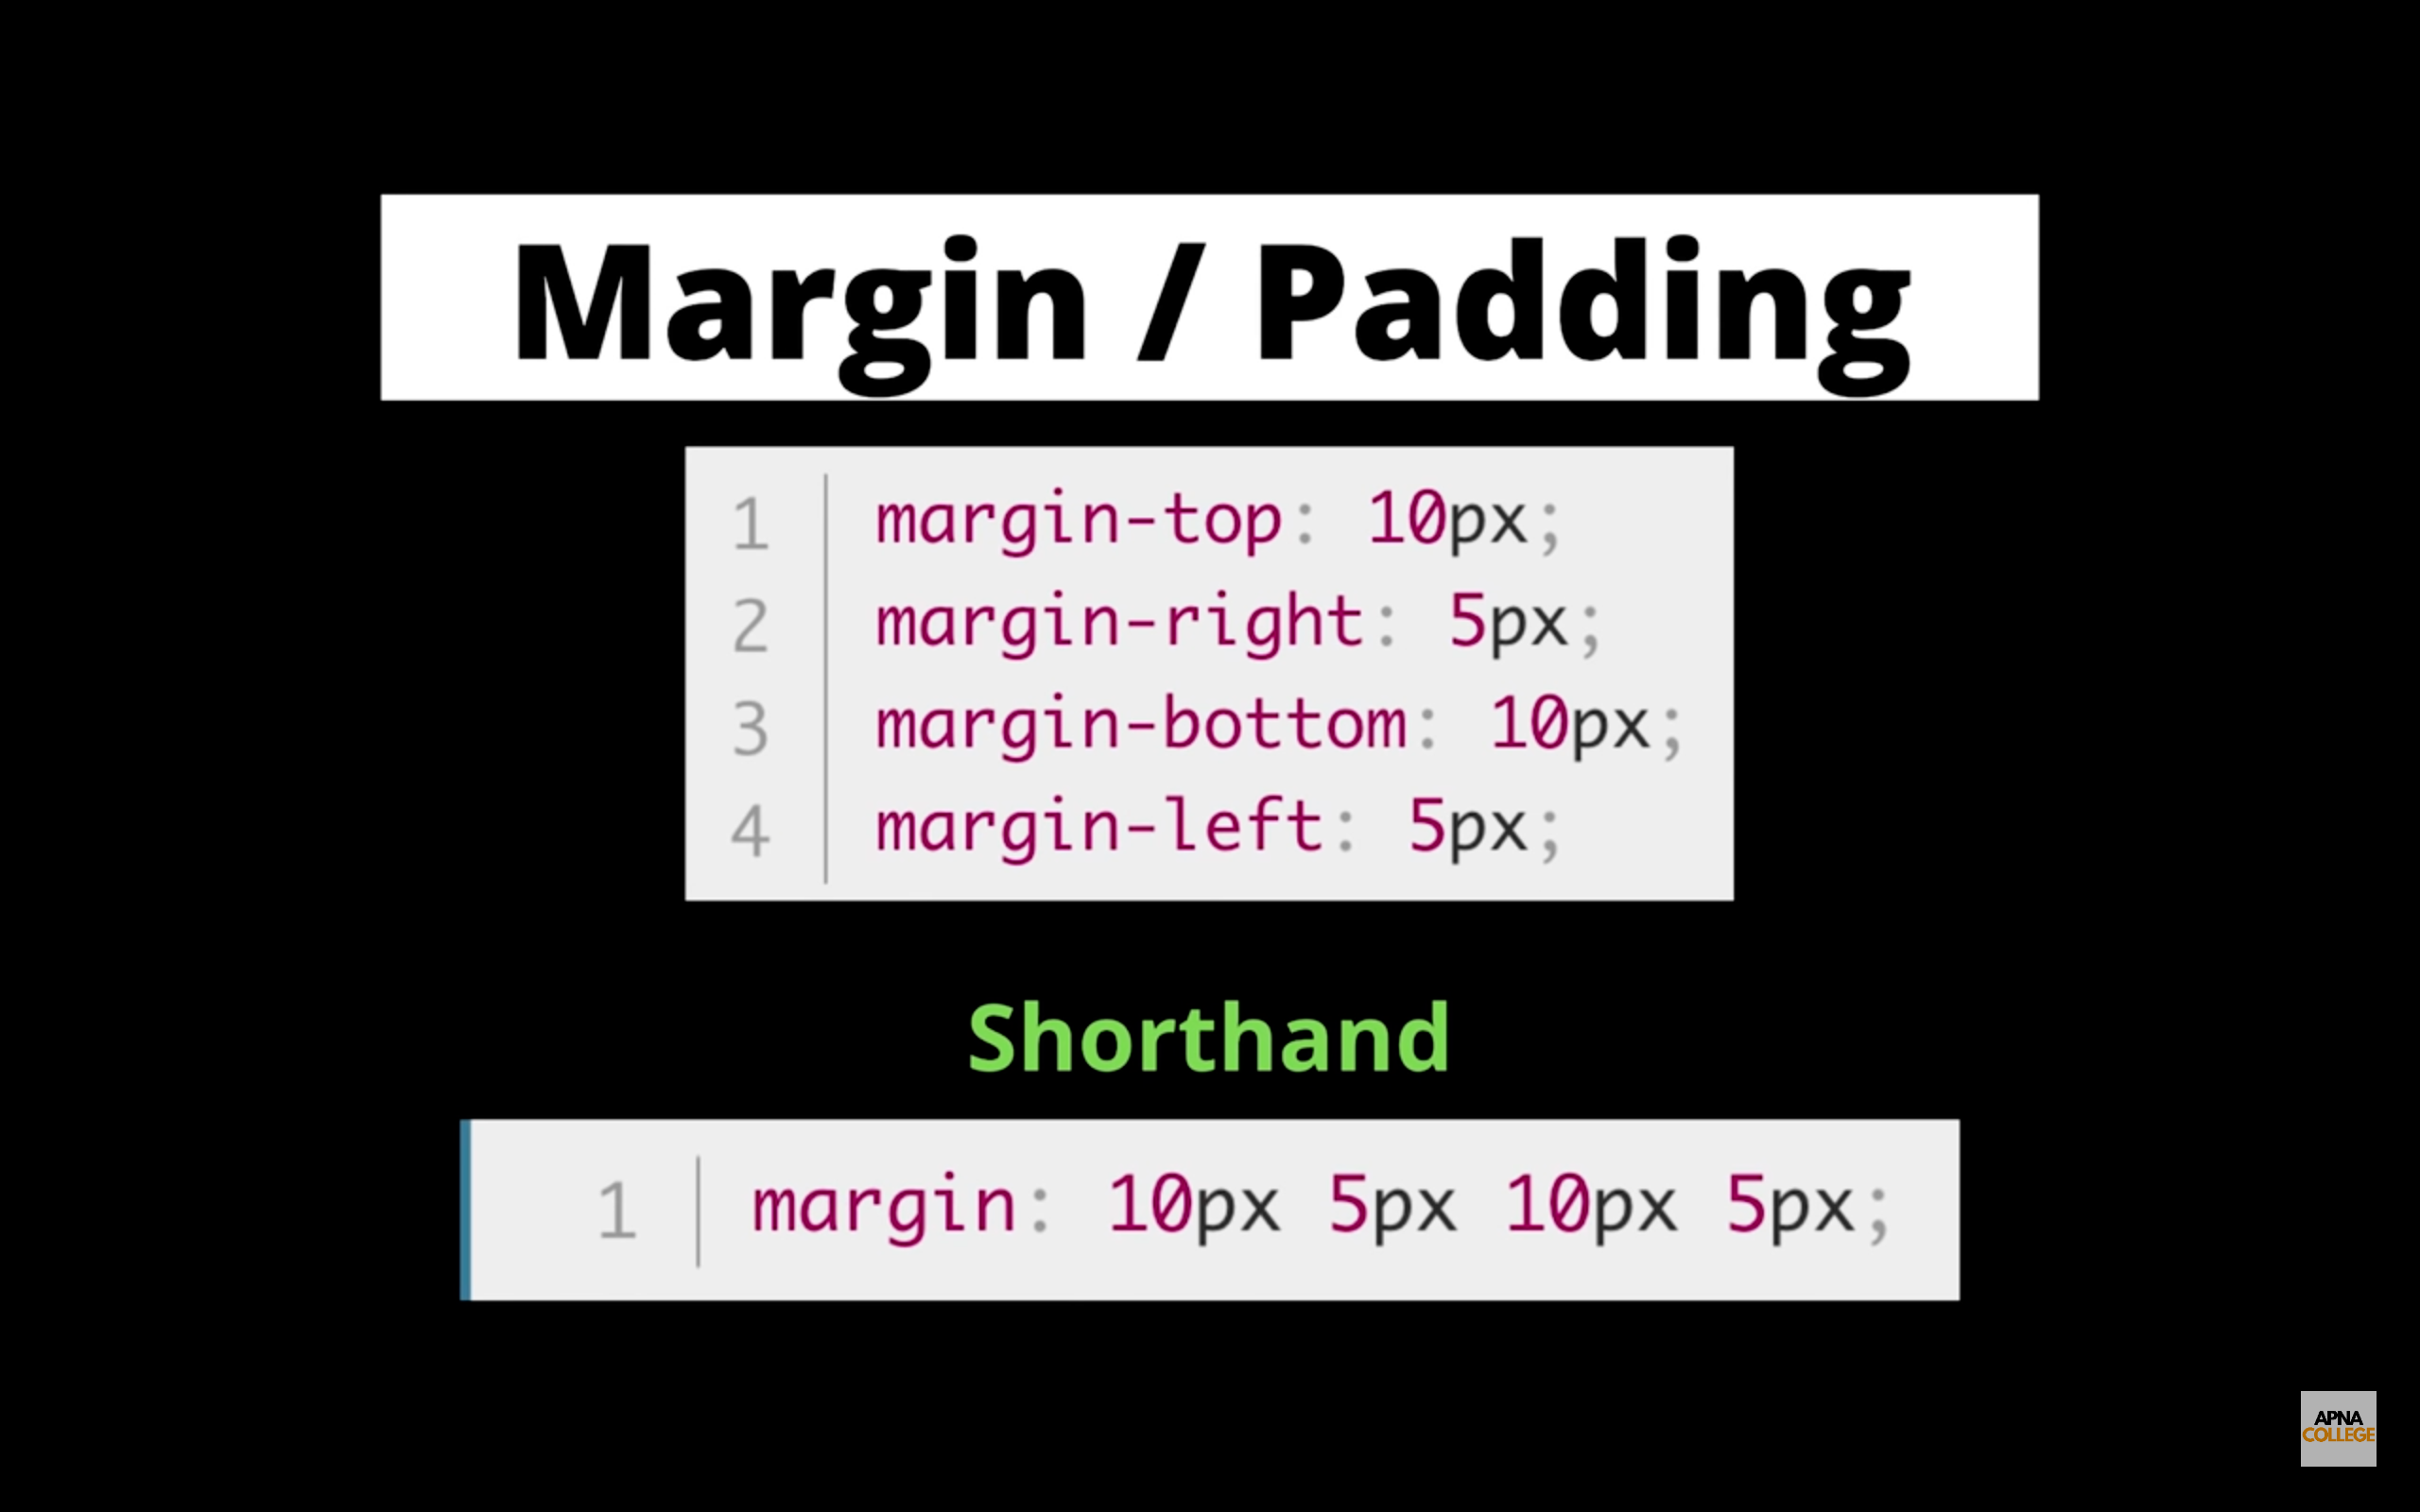 Margin / Padding
1 margin-top: 10px;
2 margin-right: 5px;
3 margin-bottom: 10px;
4 margin-left: 5px;
Shorthand
1 margin: 10px 5px 10px 5px;
APNA
COLLEGE